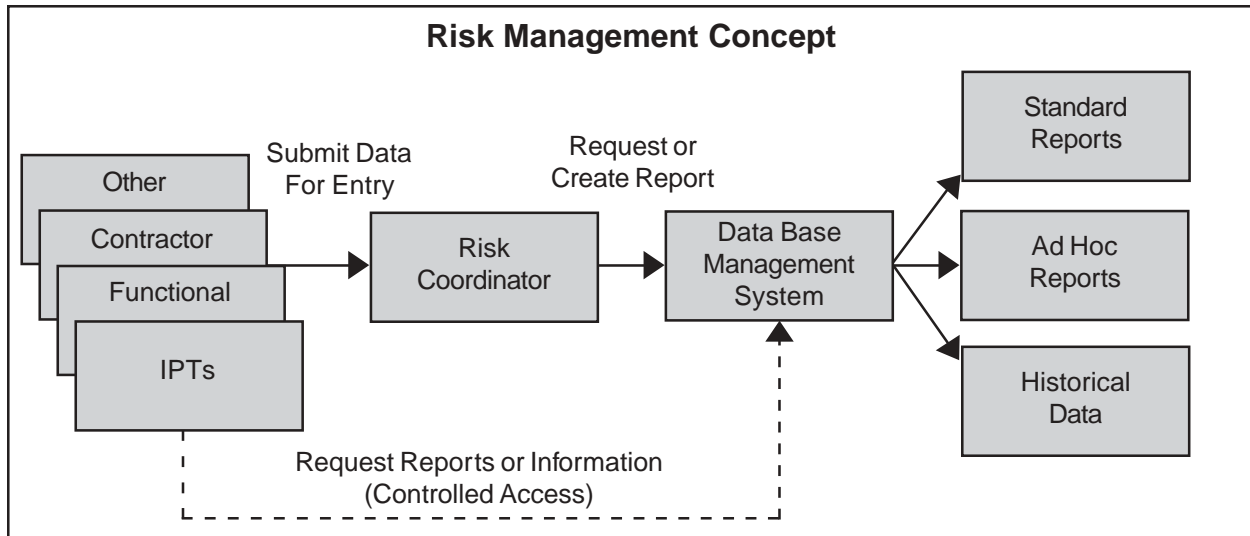 Risk Management Concept
Other
Contractor
Functional
IPTs
Submit Data
For Entry
Risk
Coordinator
Request or
Create Report
Data Base
Management
System
Standard
Reports
Ad Hoc
Reports
Historical
Data
Request Reports or Information
(Controlled Access)